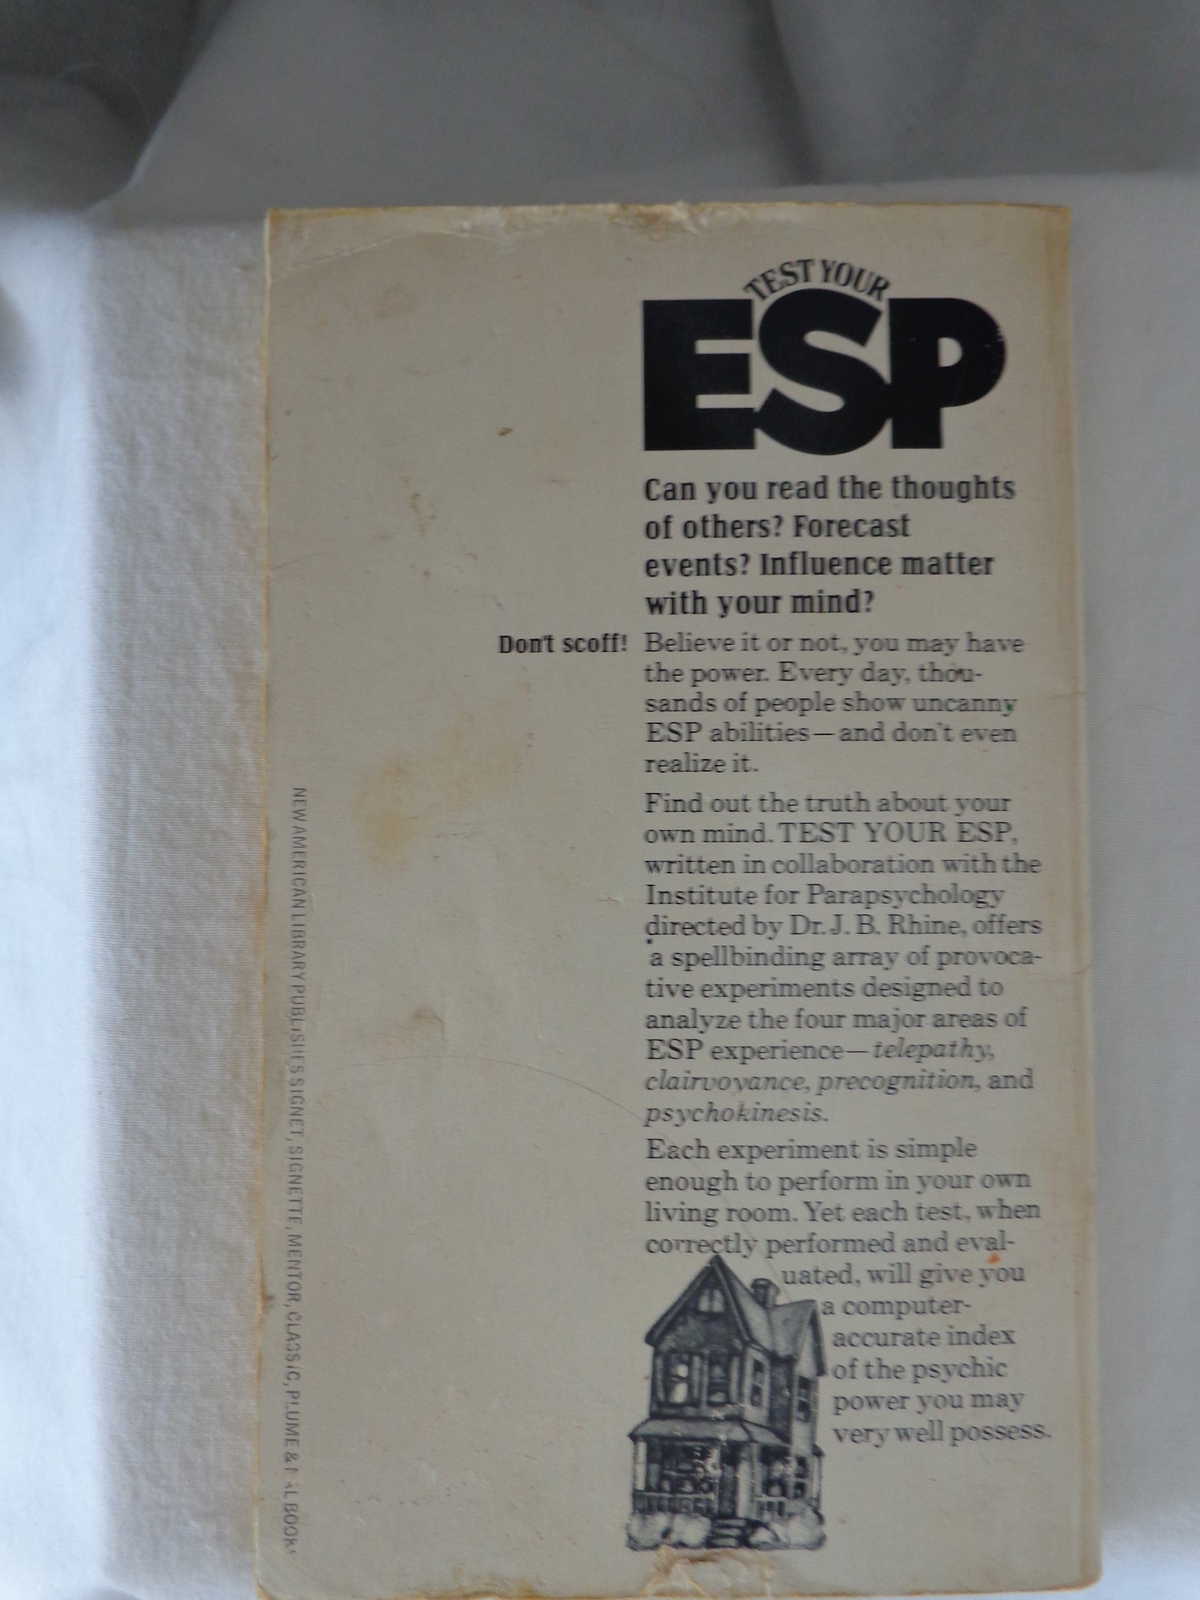 TEST YOUR
ESP
Can you read the thoughts
of others? Forecast
events? Influence matter
with your mind?
Don't scoff! Believe it or not, you may have
the power. Every day, thou-
sands of people show uncanny
ESP abilities—and don't even
realize it.
Find out the truth about your
own mind. TEST YOUR ESP,
written in collaboration with the
Institute for Parapsychology
directed by Dr. J. B. Rhine, offers
a spellbinding array of provoca-
tive experiments designed to
analyze the four major areas of
ESP experience—telepathy,
clairvoyance, precognition, and
psychokinesis.
Each experiment is simple
enough to perform in your own
living room. Yet each test, when
correctly performed and eval-
uated, will give you
a computer-
accurate index
of the psychic
power you may
very well possess.
NEW AMERICAN LIBRARY PUBLISHES SIGNET, SIGNETTE, MENTOR, CLASSIC, PLUME & NAL BOOKS